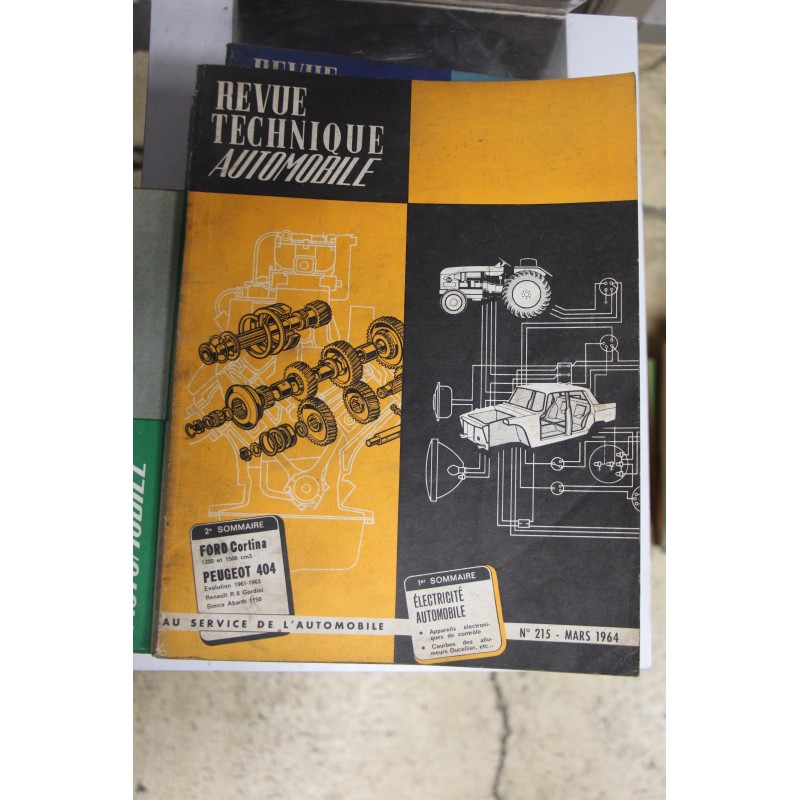 REVUE
REVUE
TECHNIQUE
AUTOMOBILE
2e SOMMAIRE
FORD Cortina
1200 et 1500 cm3
PEUGEOT 404
Evolution 1961-1963
Renault R 8 Gordini
Simca Abarth 1150
1er SOMMAIRE
ÉLECTRICITÉ
AUTOMOBILE
• Appareils électroni-
ques de contrôle
• Courbes des allu-
meurs Ducellier, etc...
AU SERVICE DE L'AUTOMOBILE
N° 215 - MARS 1964
AUTOMOBILE